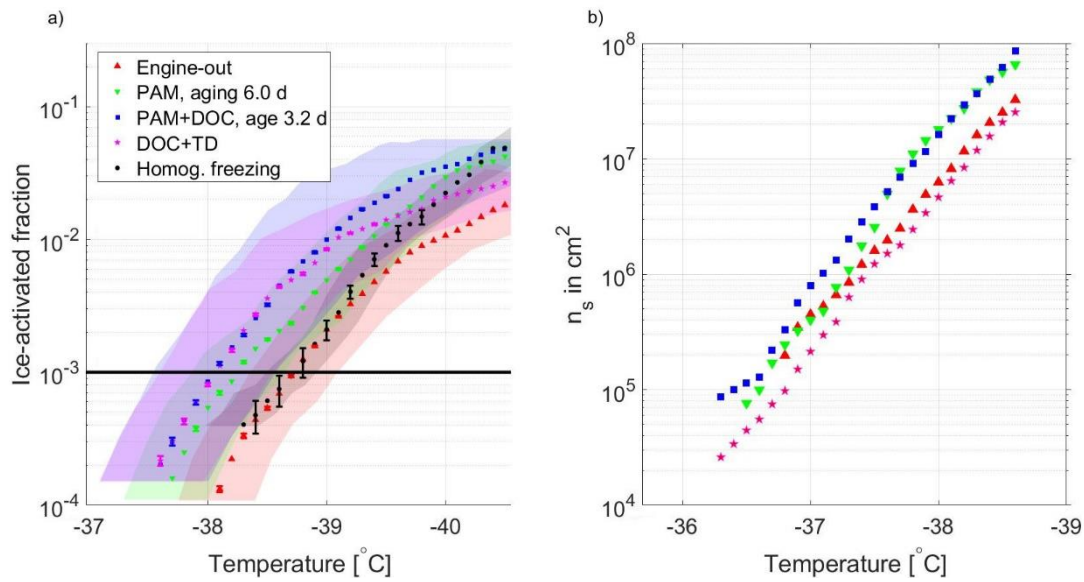 a)
b)
Engine-out
PAM, aging 6.0 d
PAM+DOC, age 3.2 d
DOC+TD
Homog. freezing
Ice-activated fraction
10⁻¹
10⁻²
10⁻³
10⁻⁴
-37
-38
-39
-40
Temperature [°C]
n_s in cm²
10⁸
10⁷
10⁶
10⁵
10⁴
-36
-37
-38
-39
Temperature [°C]